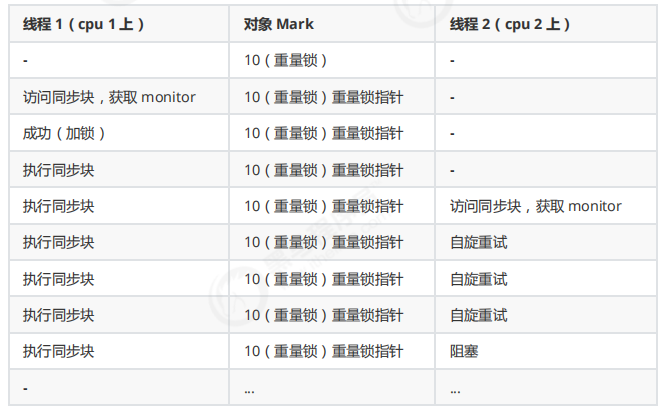 线程 1（cpu 1上） 对象 Mark 线程 2（cpu 2上）
- 10（重量锁） -
访问同步块，获取 monitor 10（重量锁）重量锁指针 -
成功（加锁） 10（重量锁）重量锁指针 -
执行同步块 10（重量锁）重量锁指针 -
执行同步块 10（重量锁）重量锁指针 访问同步块，获取 monitor
执行同步块 10（重量锁）重量锁指针 自旋重试
执行同步块 10（重量锁）重量锁指针 自旋重试
执行同步块 10（重量锁）重量锁指针 自旋重试
执行同步块 10（重量锁）重量锁指针 阻塞
- ... ...